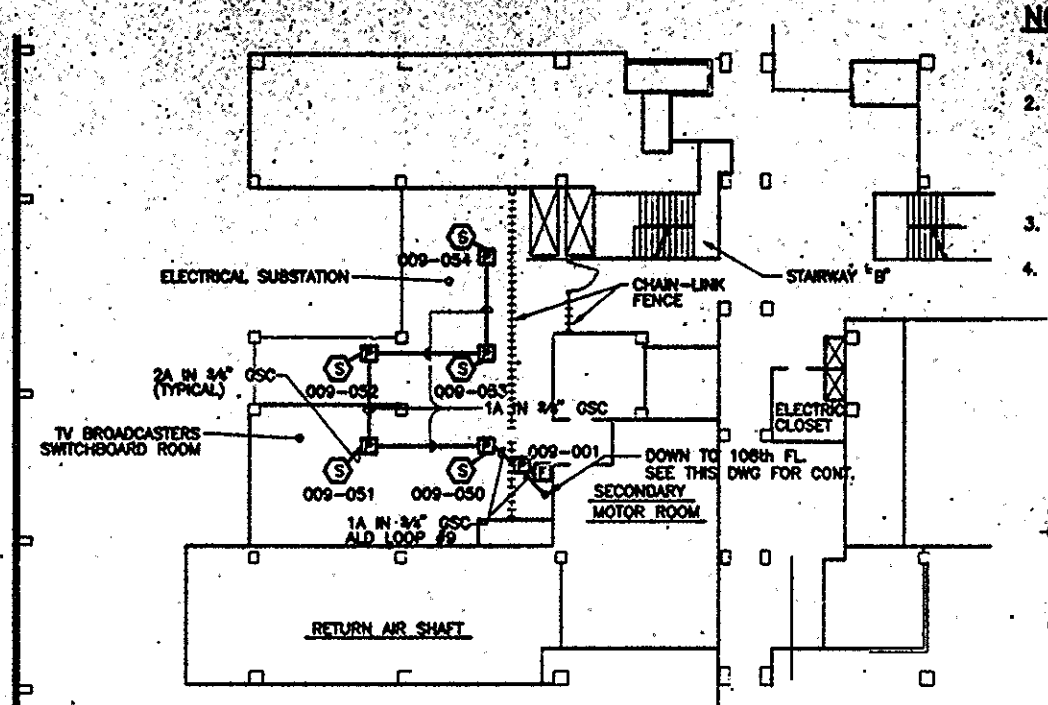 NO
1.
2.
3.
4.
S
009-054
P
ELECTRICAL SUBSTATION
CHAIN-LINK
FENCE
STAIRWAY "B"
2A IN 3/4" GSC
(TYPICAL)
P
P
S
009-052
S
009-053
1A IN 3/4" GSC
ELECTRIC
CLOSET
TV BROADCASTERS
SWITCHBOARD ROOM
P
P
009-001
P
F
S
009-051
S
009-050
DOWN TO 108th FL.
SEE THIS DWG FOR CONT.
SECONDARY
MOTOR ROOM
1A IN 3/4" GSC
ALD LOOP #9
RETURN AIR SHAFT